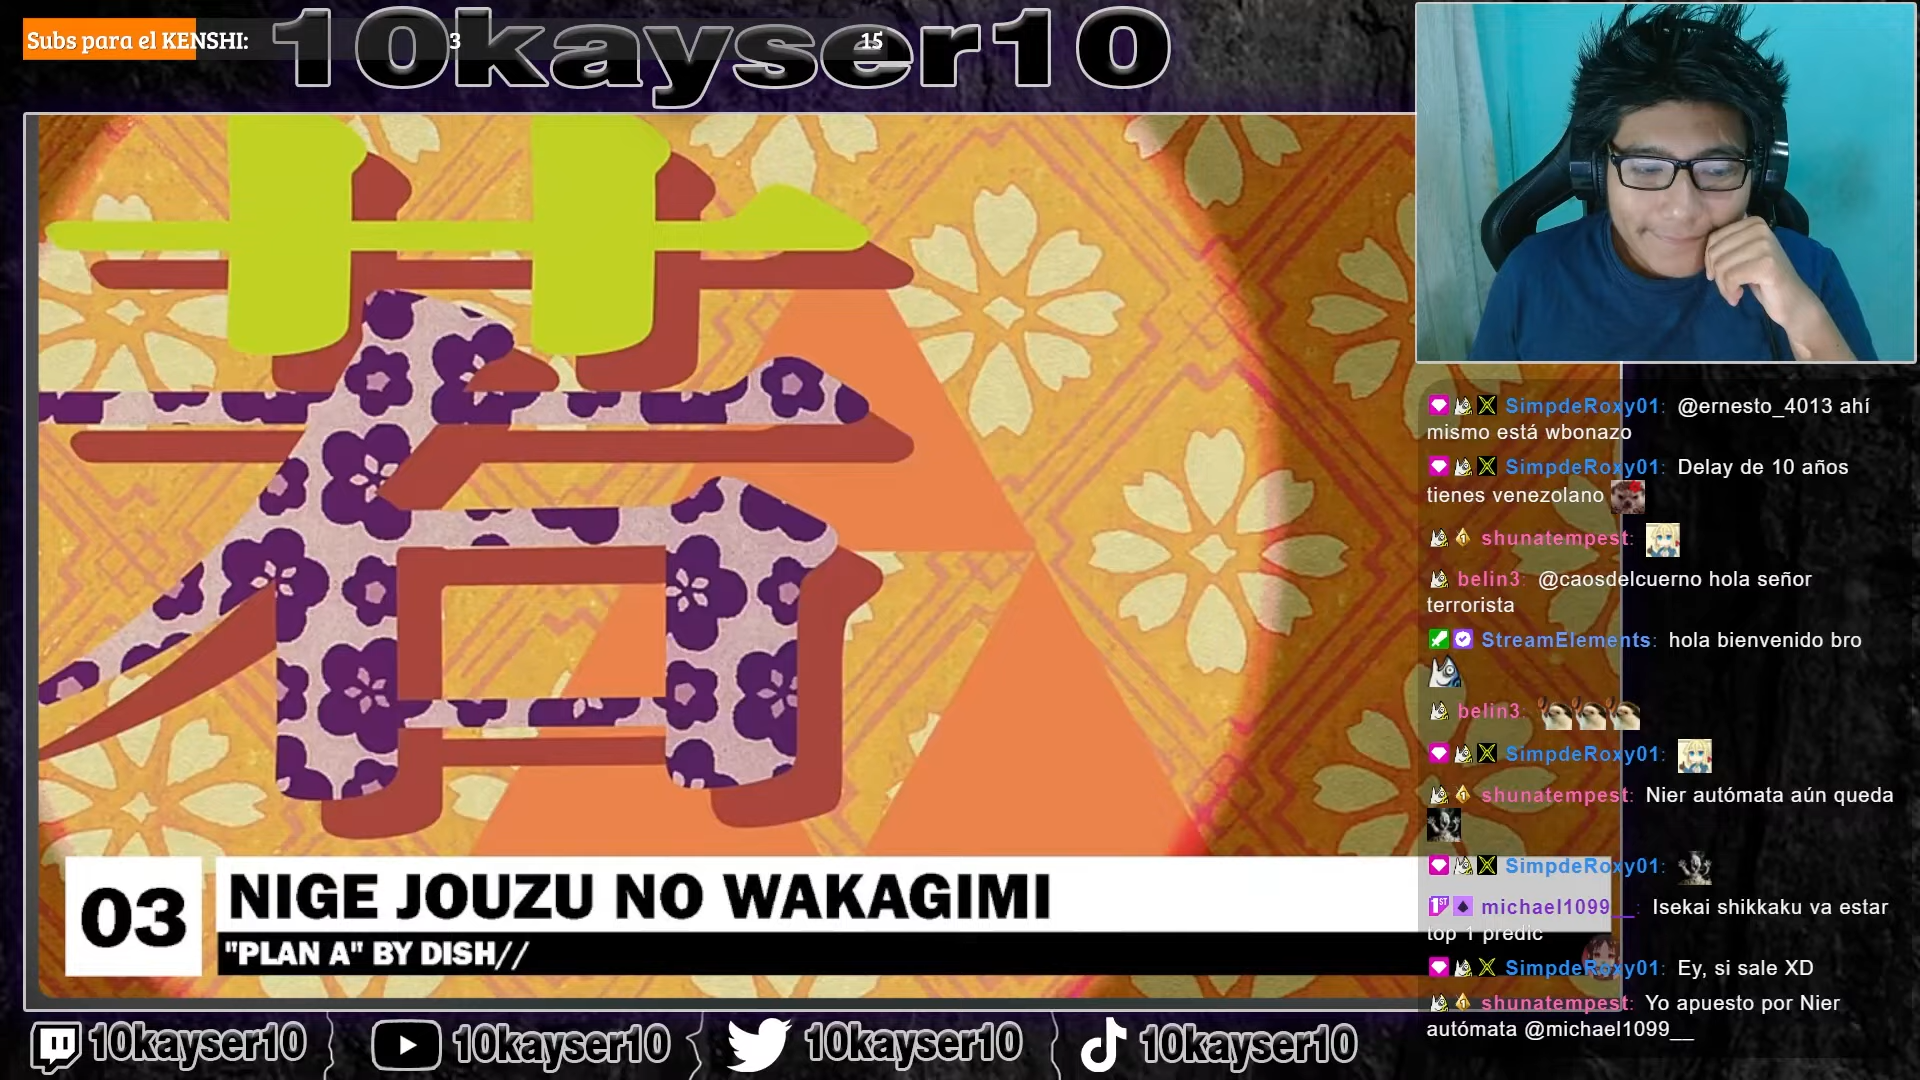 Subs para el KENSHI:
3
15
10kayser10
SimpdeRoxy01: @ernesto_4013 ahí
mismo está wbonazo
SimpdeRoxy01: Delay de 10 años
tienes venezolano
shunatempest:
belin3: @caosdelcuerno hola señor
terrorista
StreamElements: hola bienvenido bro
belin3:
SimpdeRoxy01:
shunatempest: Nier autómata aún queda
SimpdeRoxy01:
michael1099__: Isekai shikkaku va estar
top 1 predic
SimpdeRoxy01: Ey, si sale XD
shunatempest: Yo apuesto por Nier
autómata @michael1099__
若
03
NIGE JOUZU NO WAKAGIMI
"PLAN A" BY DISH//
10kayser10
10kayser10
10kayser10
10kayser10